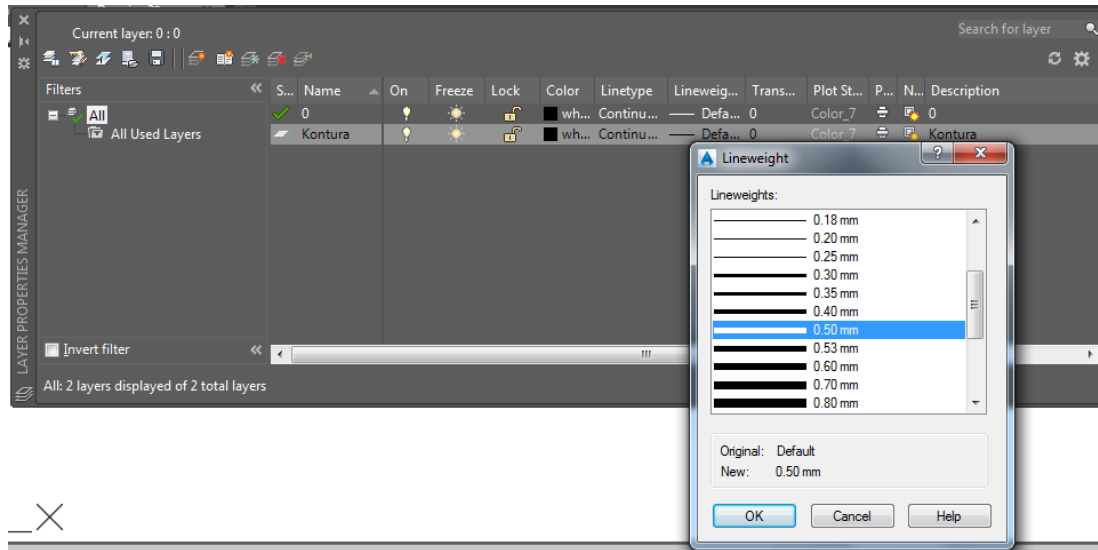 Current layer: 0 : 0
Search for layer
Filters
S... Name On Freeze Lock Color Linetype Lineweig... Trans... Plot St... P... N... Description
All
0 wh... Continu... Defa... 0 Color_7 0
All Used Layers
Kontura wh... Continu... Defa... 0 Color_7 Kontura
LAYER PROPERTIES MANAGER
Invert filter
All: 2 layers displayed of 2 total layers
Lineweight
Lineweights:
0.18 mm
0.20 mm
0.25 mm
0.30 mm
0.35 mm
0.40 mm
0.50 mm
0.53 mm
0.60 mm
0.70 mm
0.80 mm
Original: Default
New: 0.50 mm
OK Cancel Help